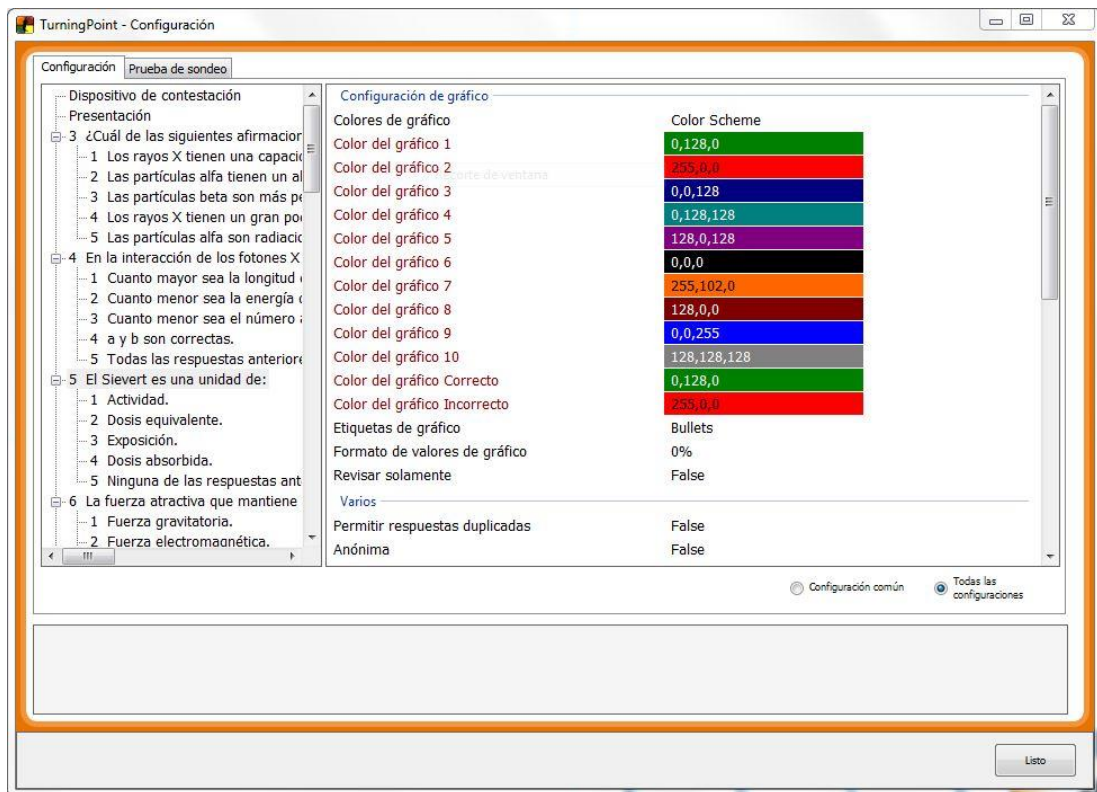 TurningPoint - Configuración
Configuración Prueba de sondeo
Dispositivo de contestación
Presentación
3 ¿Cuál de las siguientes afirmacior
1 Los rayos X tienen una capacid
2 Las partículas alfa tienen un al
3 Las partículas beta son más pe
4 Los rayos X tienen un gran po
5 Las partículas alfa son radiacio
4 En la interacción de los fotones X
1 Cuanto mayor sea la longitud
2 Cuanto menor sea la energía
3 Cuanto menor sea el número
4 a y b son correctas.
5 Todas las respuestas anteriore
5 El Sievert es una unidad de:
1 Actividad.
2 Dosis equivalente.
3 Exposición.
4 Dosis absorbida.
5 Ninguna de las respuestas ant
6 La fuerza atractiva que mantiene
1 Fuerza gravitatoria.
2 Fuerza electromagnética.
Configuración de gráfico
Colores de gráfico Color Scheme
Color del gráfico 1 0,128,0
Color del gráfico 2 255,0,0
Recorte de ventana
Color del gráfico 3 0,0,128
Color del gráfico 4 0,128,128
Color del gráfico 5 128,0,128
Color del gráfico 6 0,0,0
Color del gráfico 7 255,102,0
Color del gráfico 8 128,0,0
Color del gráfico 9 0,0,255
Color del gráfico 10 128,128,128
Color del gráfico Correcto 0,128,0
Color del gráfico Incorrecto 255,0,0
Etiquetas de gráfico Bullets
Formato de valores de gráfico 0%
Revisar solamente False
Varios
Permitir respuestas duplicadas False
Anónima False
Configuración común
Todas las
configuraciones
Listo